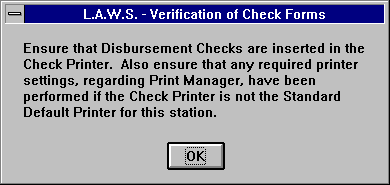 L.A.W.S. - Verification of Check Forms
Ensure that Disbursement Checks are inserted in the
Check Printer.  Also ensure that any required printer
settings, regarding Print Manager, have been
performed if the Check Printer is not the Standard
Default Printer for this station.
OK